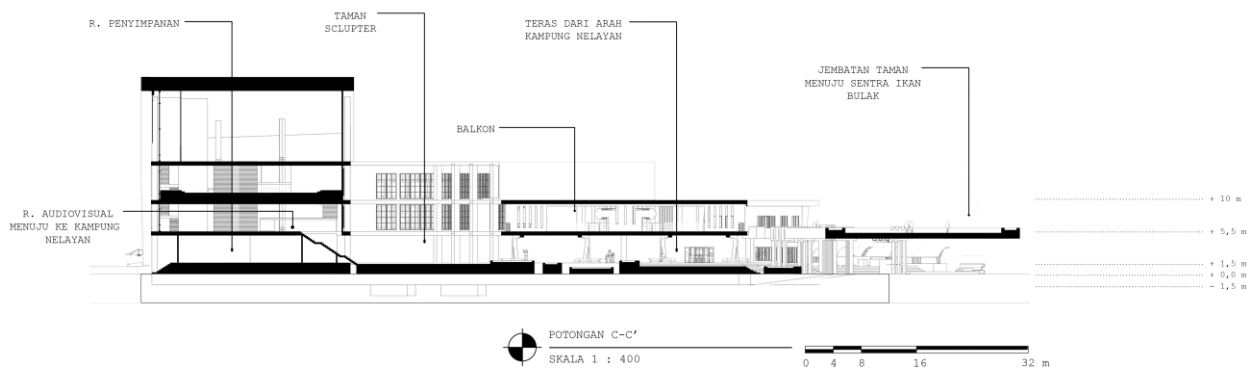 R. PENYIMPANAN
TAMAN
SCLUPTER
TERAS DARI ARAH
KAMPUNG NELAYAN
JEMBATAN TAMAN
MENUJU SENTRA IKAN
BULAK
BALKON
R. AUDIOVISUAL
MENUJU KE KAMPUNG
NELAYAN
+ 10 m
+ 5,5 m
+ 1,5 m
+ 0,0 m
- 1,5 m
POTONGAN C-C'
SKALA 1 : 400
0 4 8 16 32 m